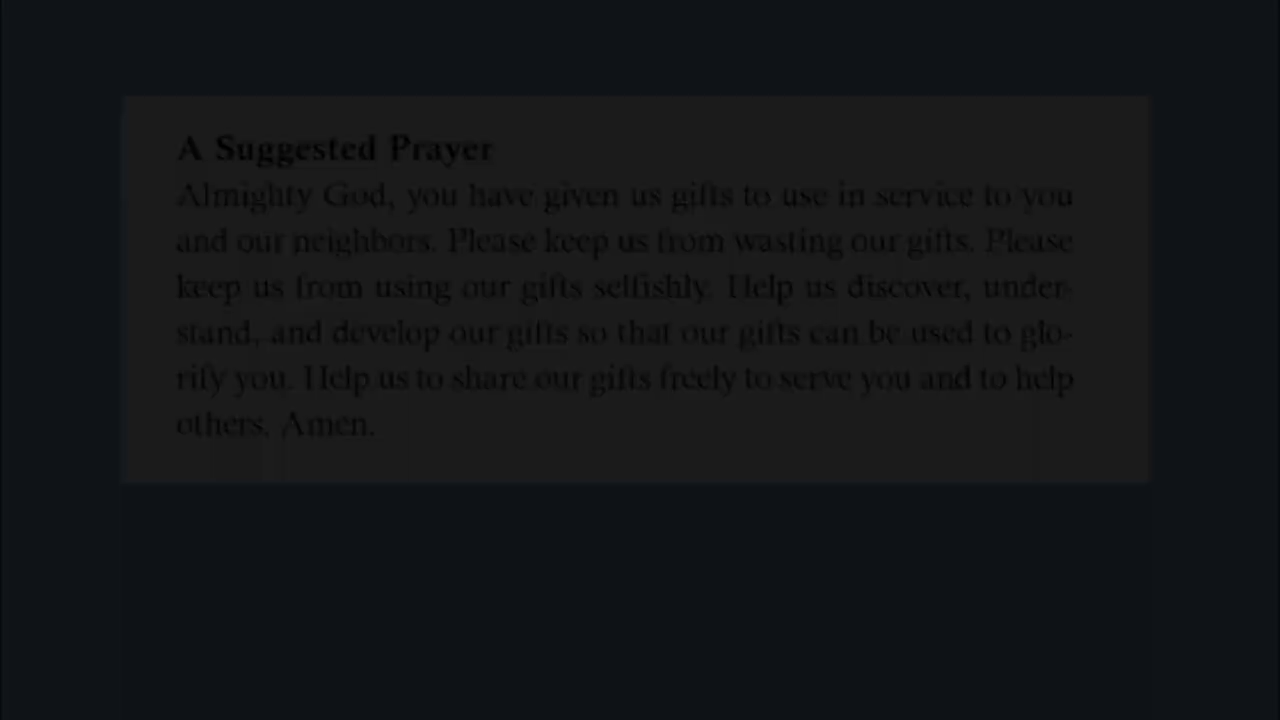 A Suggested Prayer
Almighty God, you have given us gifts to use in service to you
and our neighbors. Please keep us from wasting our gifts. Please
keep us from using our gifts selfishly. Help us discover, under-
stand, and develop our gifts so that our gifts can be used to glo-
rify you. Help us to share our gifts freely to serve you and to help
others. Amen.